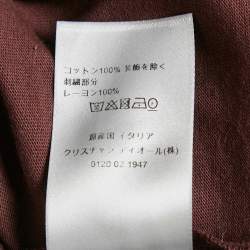 コットン100% 装飾を除く
刺繍部分
レーヨン100%
原産国 イタリア
クリスチャン ディオール(株)
0120 02 1947